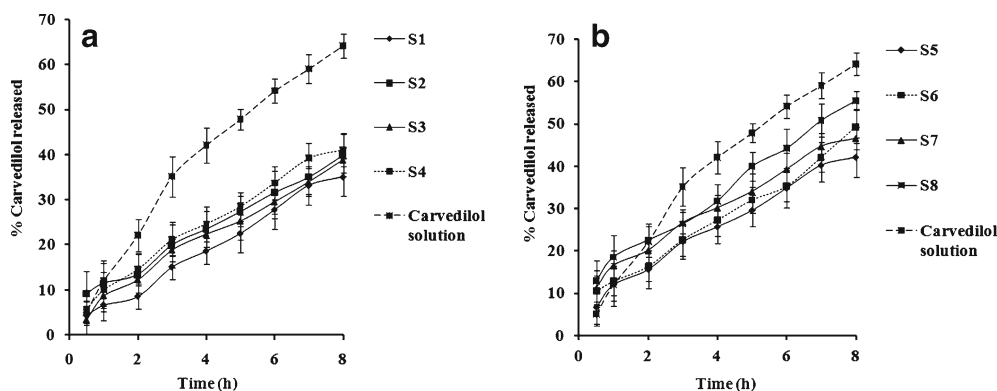 a
% Carvedillol released
70
60
50
40
30
20
10
0
0 2 4 6 8
Time (h)
S1
S2
S3
S4
Carvedilol
solution
b
% Carvedilol released
70
60
50
40
30
20
10
0
0 2 4 6 8
Time (h)
S5
S6
S7
S8
Carvedilol
solution